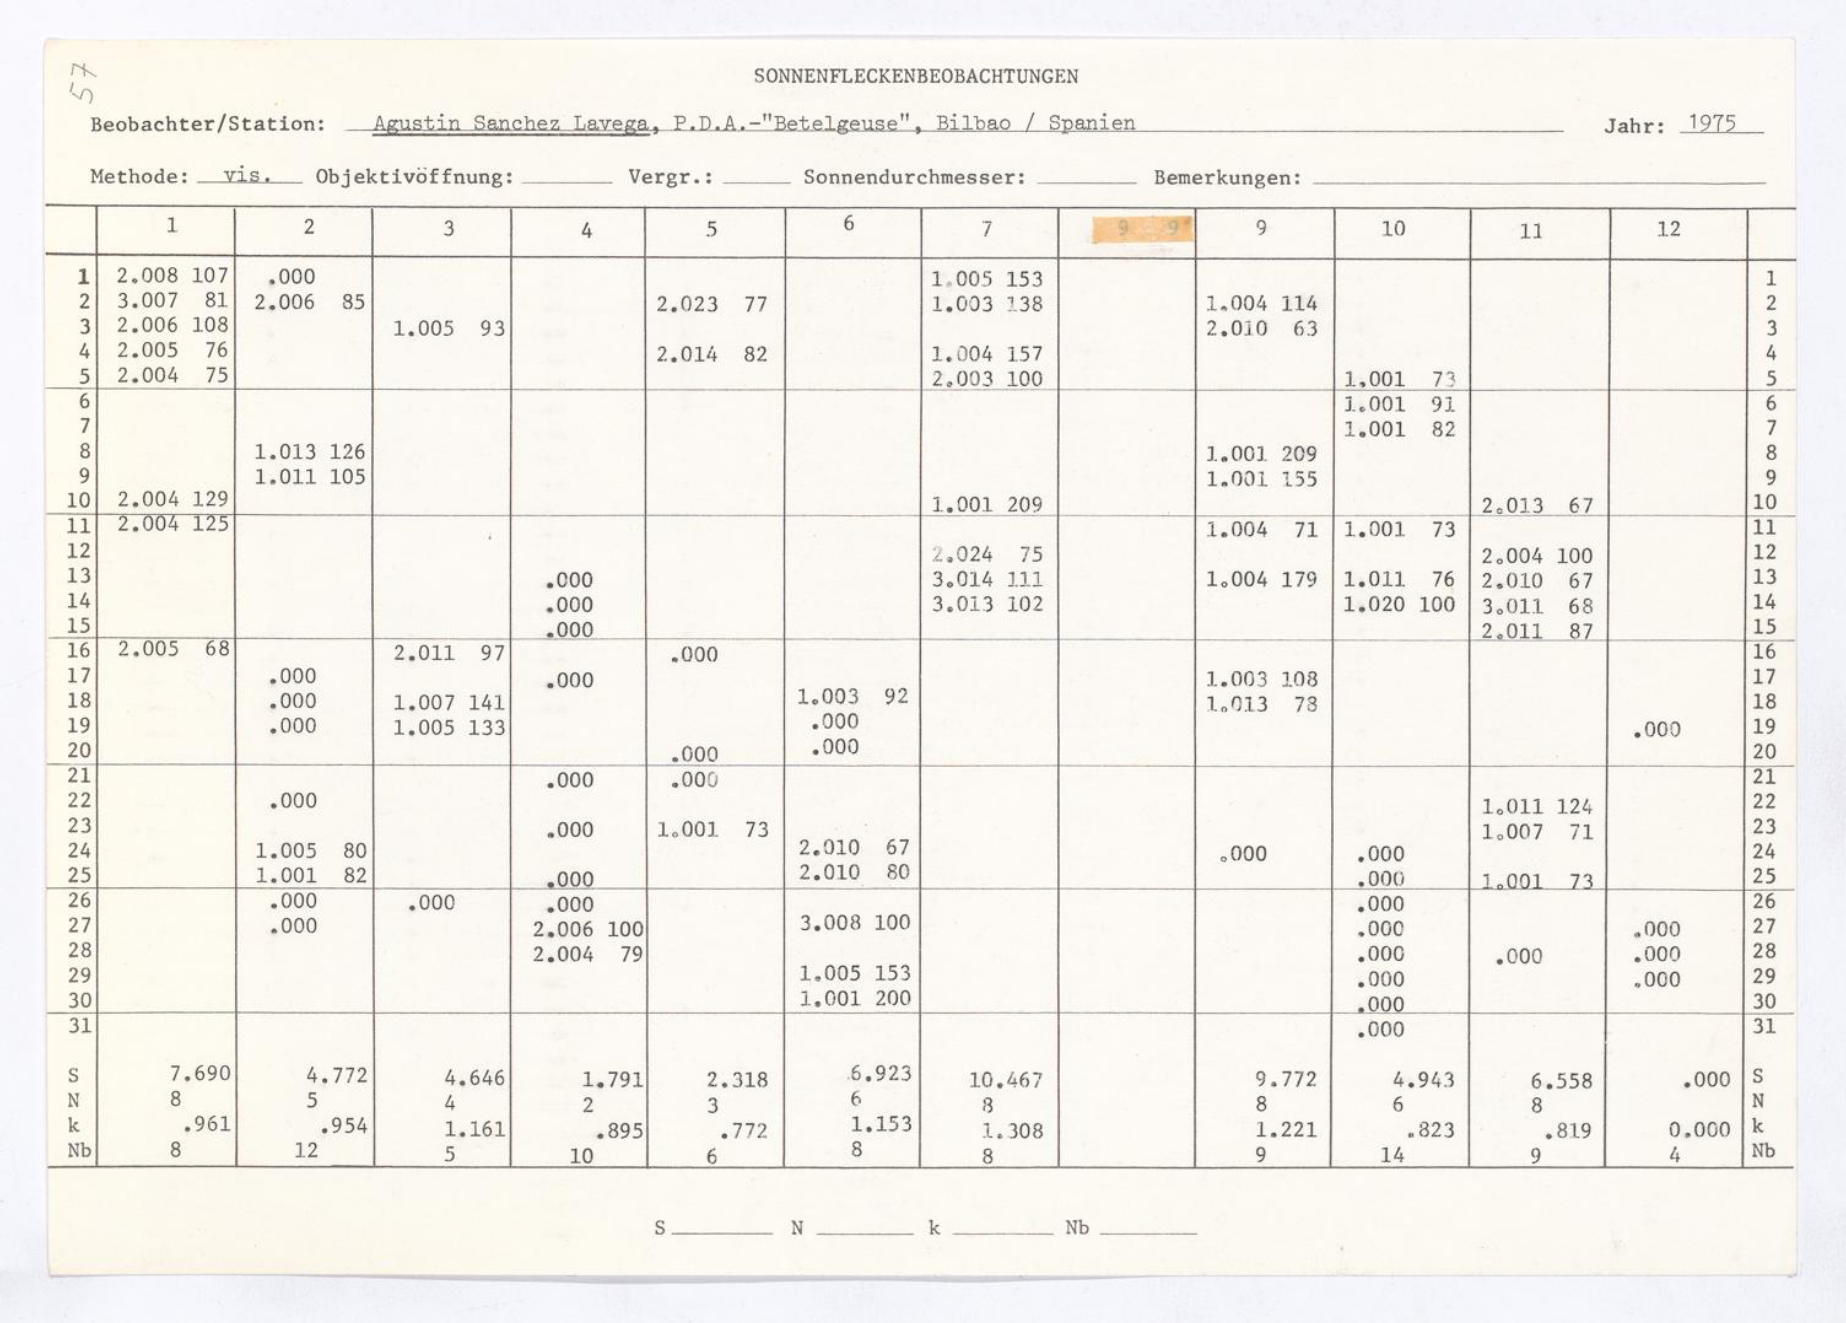 57
SONNENFLECKENBEOBACHTUNGEN
Beobachter/Station: Agustin Sanchez Lavega, P.D.A.-"Betelgeuse", Bilbao / Spanien Jahr: 1975
Methode: vis. Objektivöffnung: Vergr.: Sonnendurchmesser: Bemerkungen:
1 2 3 4 5 6 7 9 9 9 10 11 12
1 2.008 107 .000 1.005 153 1
2 3.007 81 2.006 85 2.023 77 1.003 138 1.004 114 2
3 2.006 108 1.005 93 2.010 63 3
4 2.005 76 2.014 82 1.004 157 4
5 2.004 75 2.003 100 1.001 73 5
6 1.001 91 6
7 1.001 82 7
8 1.013 126 1.001 209 8
9 1.011 105 1.001 155 9
10 2.004 129 1.001 209 2.013 67 10
11 2.004 125 1.004 71 1.001 73 11
12 2.024 75 2.004 100 12
13 .000 3.014 111 1.004 179 1.011 76 2.010 67 13
14 .000 3.013 102 1.020 100 3.011 68 14
15 .000 2.011 87 15
16 2.005 68 2.011 97 .000 16
17 .000 .000 1.003 108 17
18 .000 1.007 141 1.003 92 1.013 78 18
19 .000 1.005 133 .000 .000 19
20 .000 .000 20
21 .000 .000 21
22 .000 1.011 124 22
23 .000 1.001 73 1.007 71 23
24 1.005 80 2.010 67 .000 .000 24
25 1.001 82 .000 2.010 80 .000 1.001 73 25
26 .000 .000 .000 .000 26
27 .000 2.006 100 3.008 100 .000 .000 27
28 2.004 79 .000 .000 .000 28
29 1.005 153 .000 .000 29
30 1.001 200 .000 30
31 .000 31
S 7.690 4.772 4.646 1.791 2.318 6.923 10.467 9.772 4.943 6.558 .000 S
N 8 5 4 2 3 6 8 8 6 8 N
k .961 .954 1.161 .895 .772 1.153 1.308 1.221 .823 .819 0.000 k
Nb 8 12 5 10 6 8 8 9 14 9 4 Nb
S N k Nb